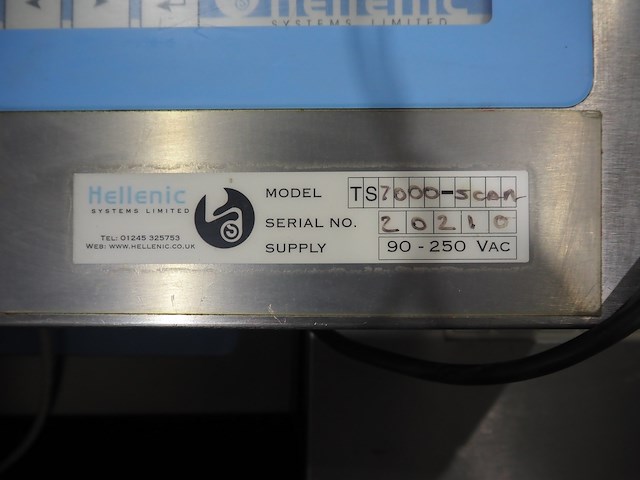 Hellenic
SYSTEMS LIMITED
Hellenic
SYSTEMS LIMITED
TEL: 01245 325753
WEB: WWW.HELLENIC.CO.UK
MODEL TS7000-scan
SERIAL NO. 20210
SUPPLY 90 - 250 VAC